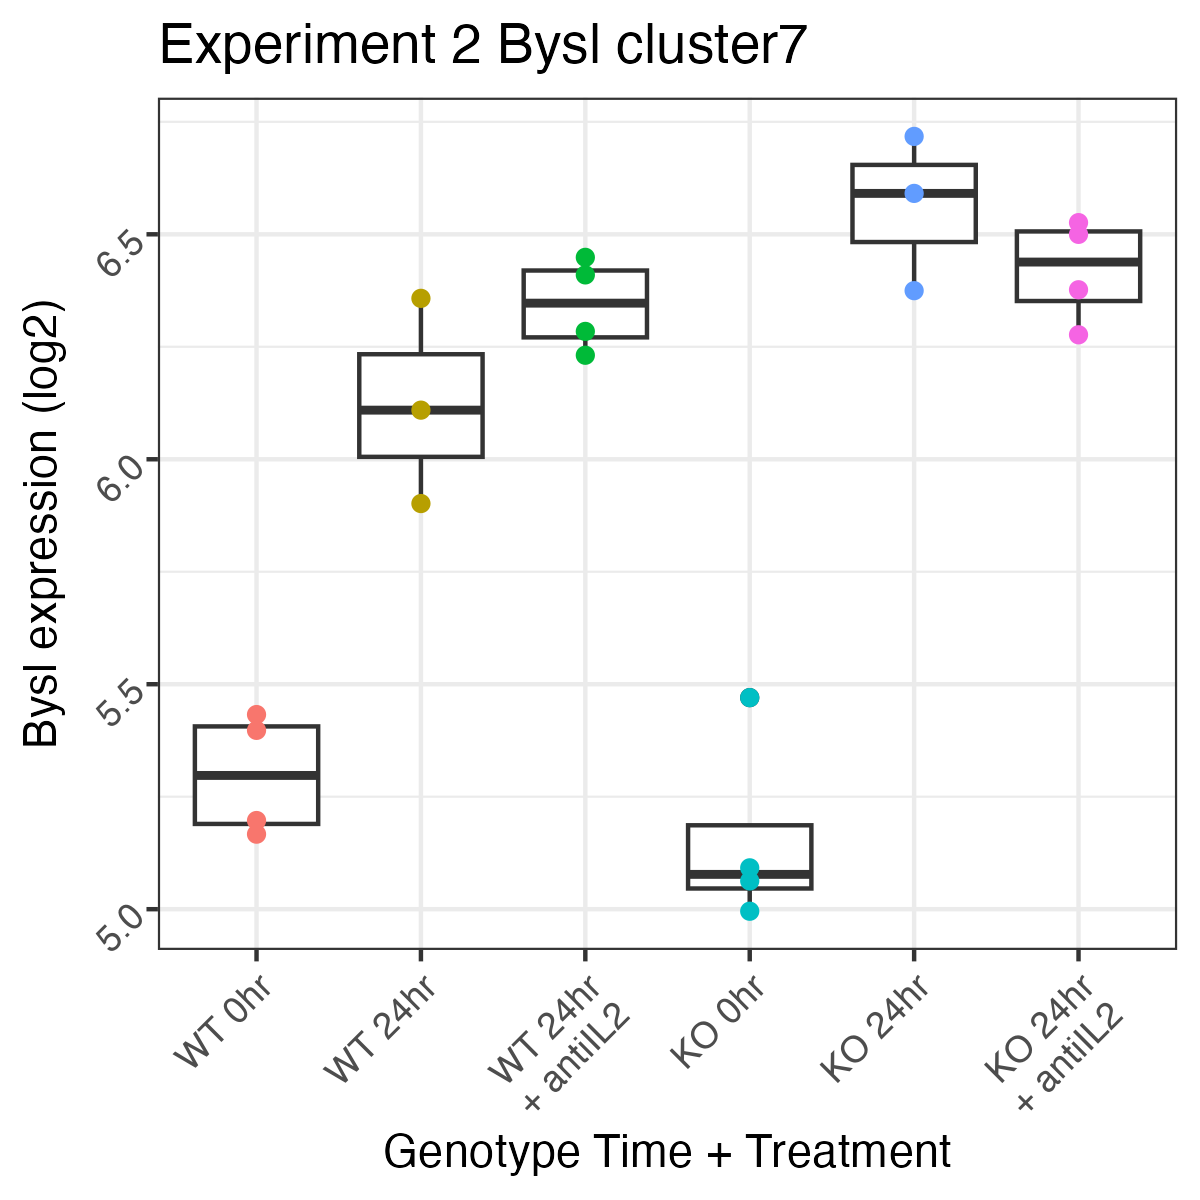 Experiment 2 Bysl cluster7
Bysl expression (log2)
6.5
6.0
5.5
5.0
WT 0hr
WT 24hr
WT 24hr
+ antiIL2
KO 0hr
KO 24hr
KO 24hr
+ antiIL2
Genotype Time + Treatment